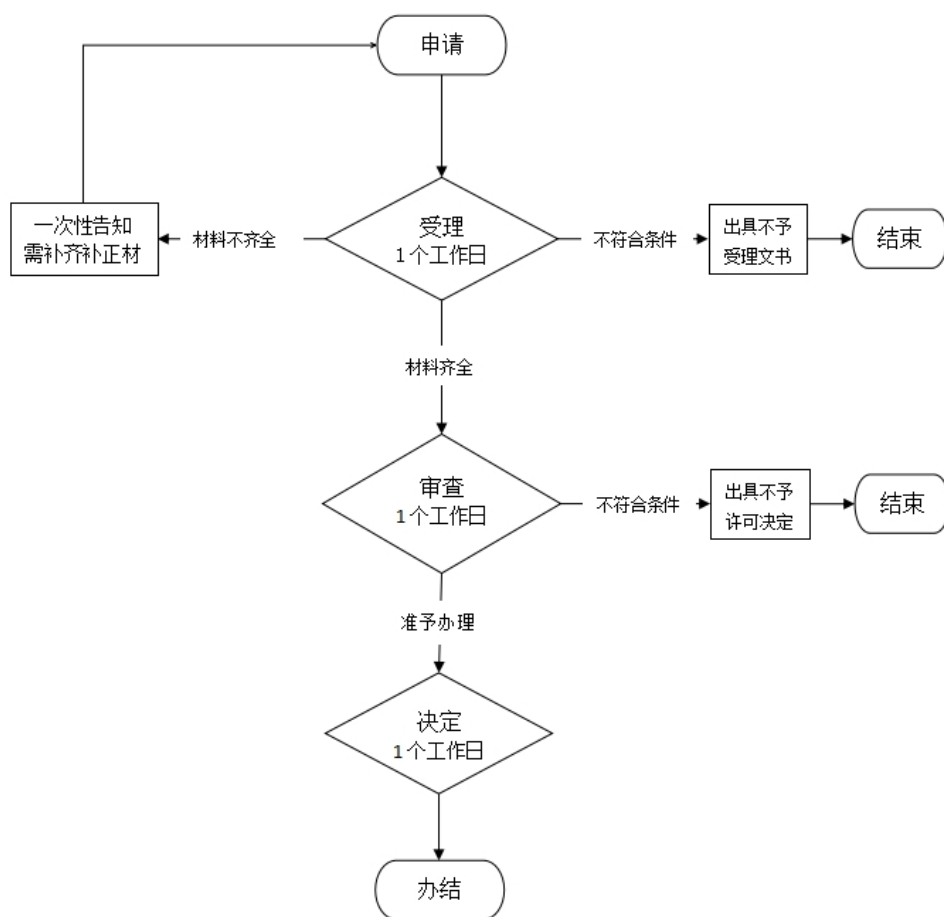 申请
一次性告知
需补齐补正材
材料不齐全
受理
1个工作日
不符合条件
出具不予
受理文书
结束
材料齐全
审查
1个工作日
不符合条件
出具不予
许可决定
结束
准予办理
决定
1个工作日
办结